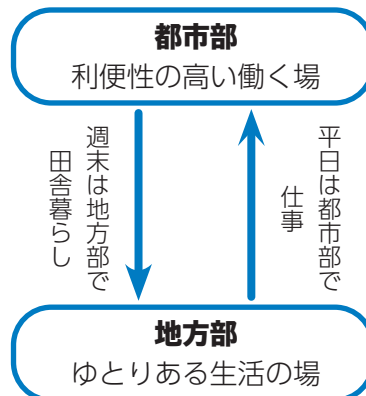 都市部
利便性の高い働く場
週末は地方部で
田舎暮らし
平日は都市部で
仕事
地方部
ゆとりある生活の場